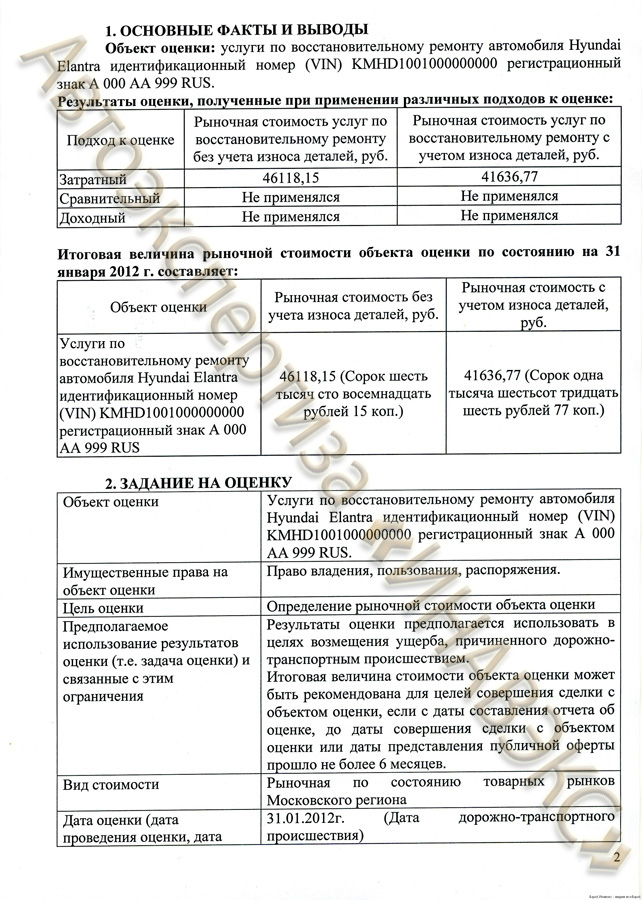 1. ОСНОВНЫЕ ФАКТЫ И ВЫВОДЫ
Объект оценки: услуги по восстановительному ремонту автомобиля Hyundai
Elantra идентификационный номер (VIN) KMHD1001000000000 регистрационный
знак А 000 АА 999 RUS.
Результаты оценки, полученные при применении различных подходов к оценке:
Подход к оценке
Рыночная стоимость услуг по
восстановительному ремонту
без учета износа деталей, руб.
Рыночная стоимость услуг по
восстановительному ремонту с
учетом износа деталей, руб.
Затратный 46118,15 41636,77
Сравнительный Не применялся Не применялся
Доходный Не применялся Не применялся
Итоговая величина рыночной стоимости объекта оценки по состоянию на 31
января 2012 г. составляет:
Объект оценки
Рыночная стоимость без
учета износа деталей, руб.
Рыночная стоимость с
учетом износа деталей,
руб.
Услуги по
восстановительному ремонту
автомобиля Hyundai Elantra
идентификационный номер
(VIN) KMHD1001000000000
регистрационный знак А 000
АА 999 RUS
46118,15 (Сорок шесть
тысяч сто восемнадцать
рублей 15 коп.)
41636,77 (Сорок одна
тысяча шестьсот тридцать
шесть рублей 77 коп.)
2. ЗАДАНИЕ НА ОЦЕНКУ
Объект оценки
Услуги по восстановительному ремонту автомобиля
Hyundai Elantra идентификационный номер (VIN)
KMHD1001000000000 регистрационный знак А 000
АА 999 RUS.
Имущественные права на
объект оценки
Право владения, пользования, распоряжения.
Цель оценки
Определение рыночной стоимости объекта оценки
Предполагаемое
использование результатов
оценки (т.е. задача оценки) и
связанные с этим
ограничения
Результаты оценки предполагается использовать в
целях возмещения ущерба, причиненного дорожно-
транспортным происшествием.
Итоговая величина стоимости объекта оценки может
быть рекомендована для целей совершения сделки с
объектом оценки, если с даты составления отчета об
оценке, до даты совершения сделки с объектом
оценки или даты представления публичной оферты
прошло не более 6 месяцев.
Вид стоимости
Рыночная по состоянию товарных рынков
Московского региона
Дата оценки (дата
проведения оценки, дата
31.01.2012г. (Дата дорожно-транспортного
происшествия)
2
Автоэкспертиза «ИНАВЭКС»